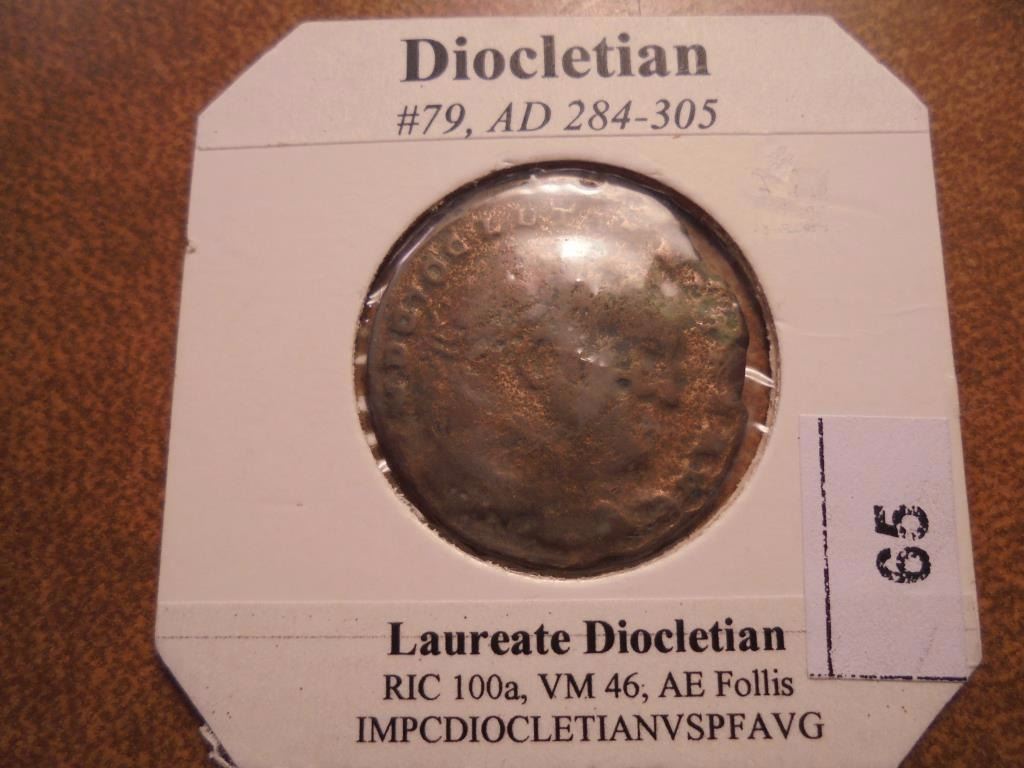 Diocletian
#79, AD 284-305
65
Laureate Diocletian
RIC 100a, VM 46, AE Follis
IMPCDIOCLETIANVSPFAVG